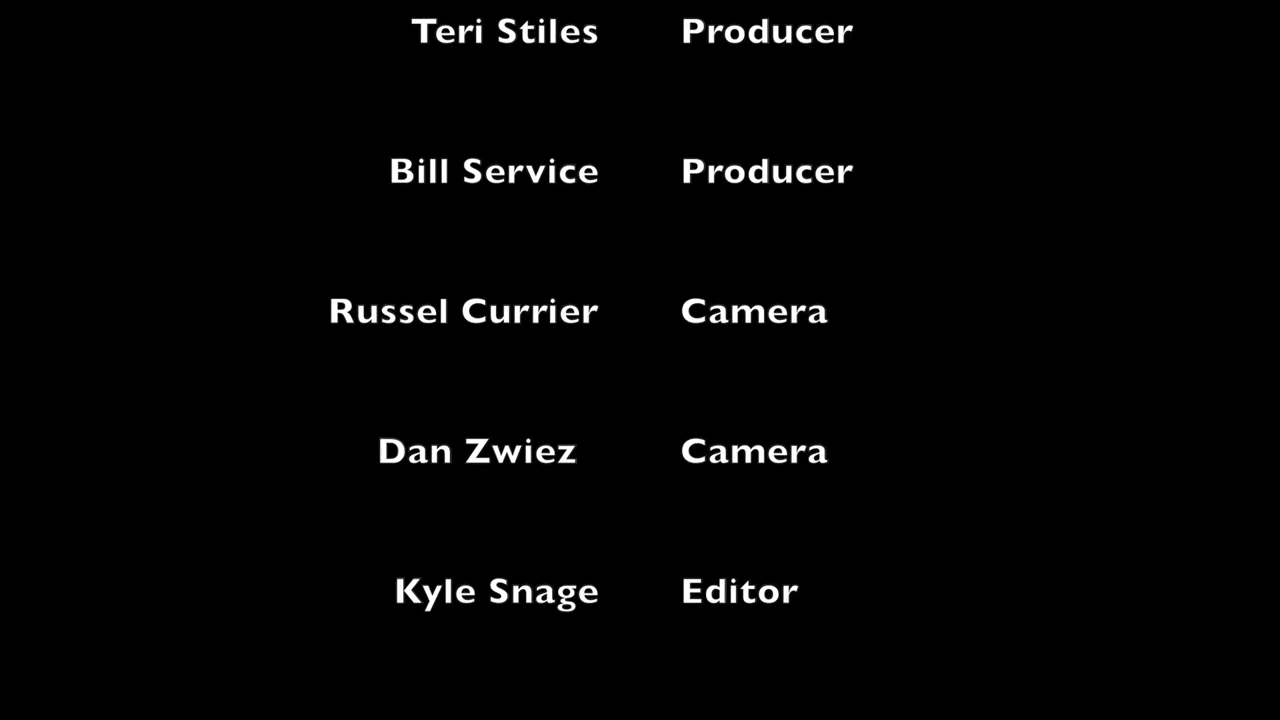 Teri Stiles Producer
Bill Service Producer
Russel Currier Camera
Dan Zwiez Camera
Kyle Snage Editor